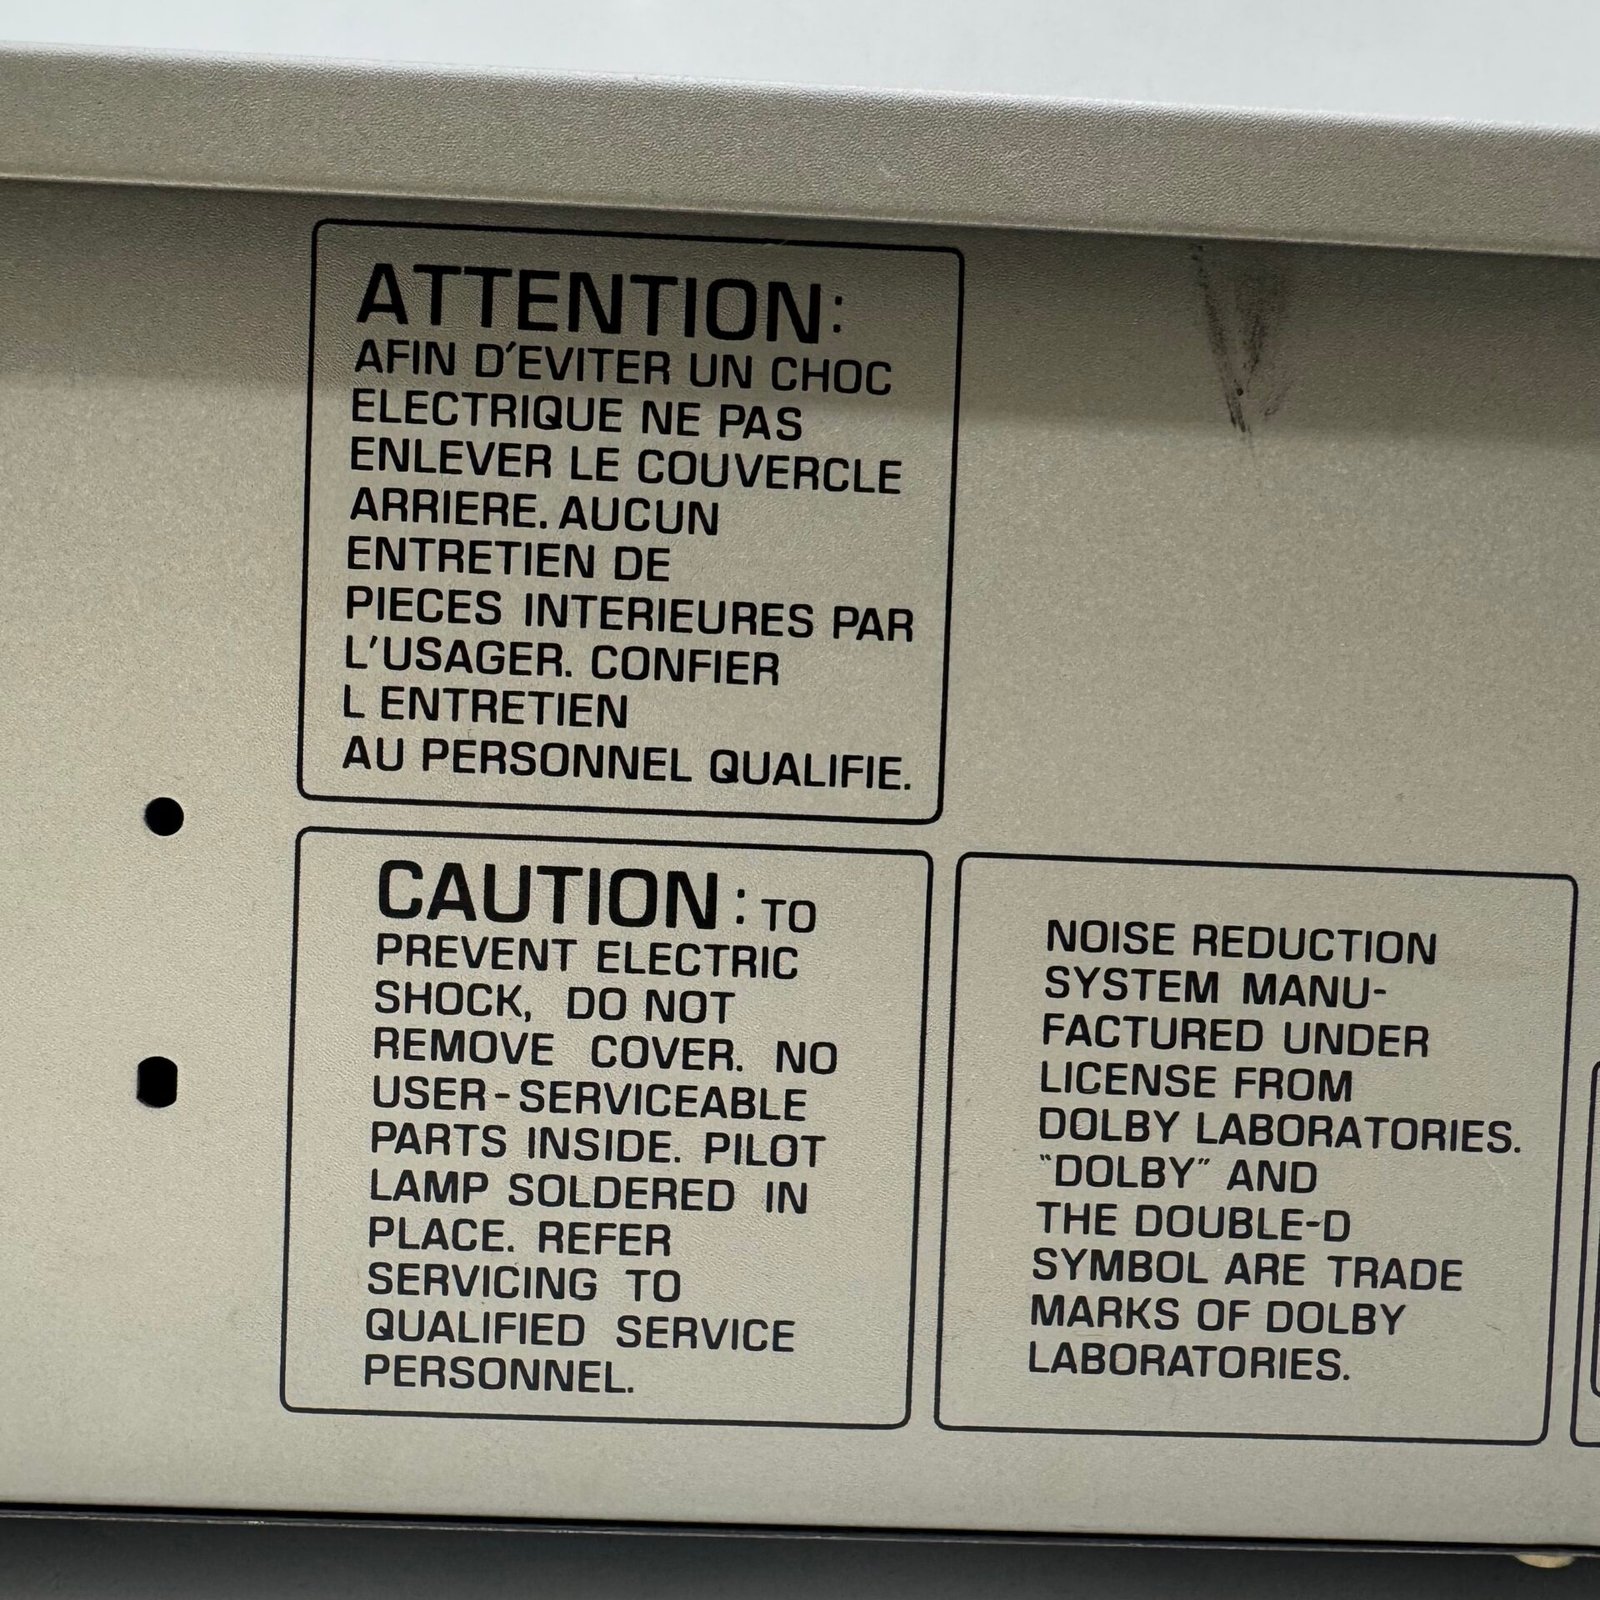 ATTENTION:
AFIN D'EVITER UN CHOC
ELECTRIQUE NE PAS
ENLEVER LE COUVERCLE
ARRIERE. AUCUN
ENTRETIEN DE
PIECES INTERIEURES PAR
L'USAGER. CONFIER
L ENTRETIEN
AU PERSONNEL QUALIFIE.
CAUTION: TO
PREVENT ELECTRIC
SHOCK, DO NOT
REMOVE COVER. NO
USER-SERVICEABLE
PARTS INSIDE. PILOT
LAMP SOLDERED IN
PLACE. REFER
SERVICING TO
QUALIFIED SERVICE
PERSONNEL.
NOISE REDUCTION
SYSTEM MANU-
FACTURED UNDER
LICENSE FROM
DOLBY LABORATORIES.
"DOLBY" AND
THE DOUBLE-D
SYMBOL ARE TRADE
MARKS OF DOLBY
LABORATORIES.